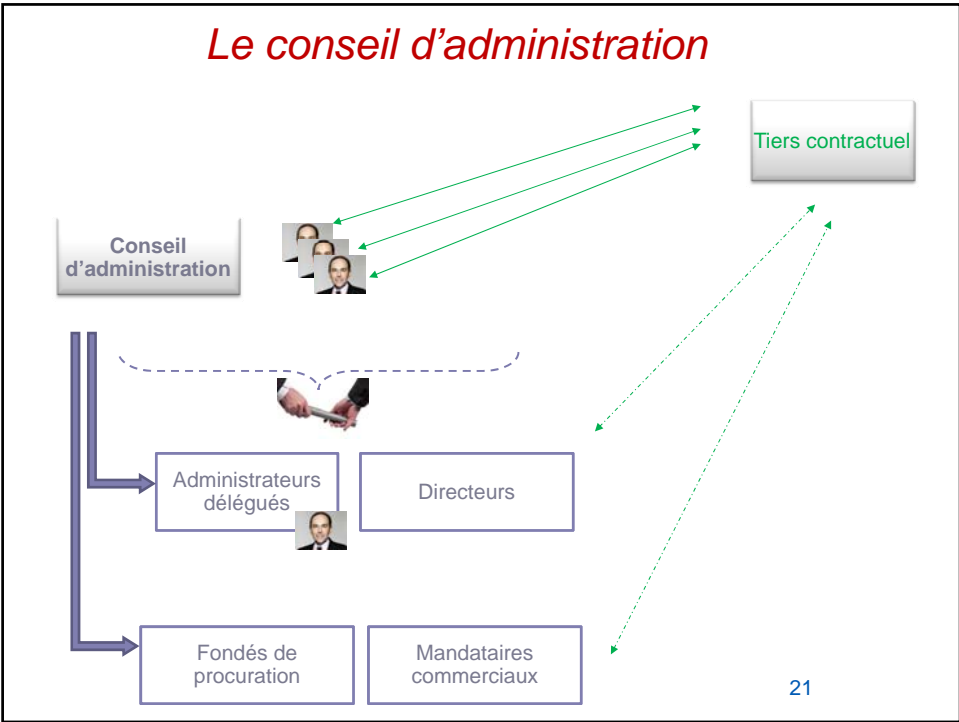 Le conseil d’administration
Tiers contractuel
Conseil
d’administration
Administrateurs
délégués
Directeurs
Fondés de
procuration
Mandataires
commerciaux
21